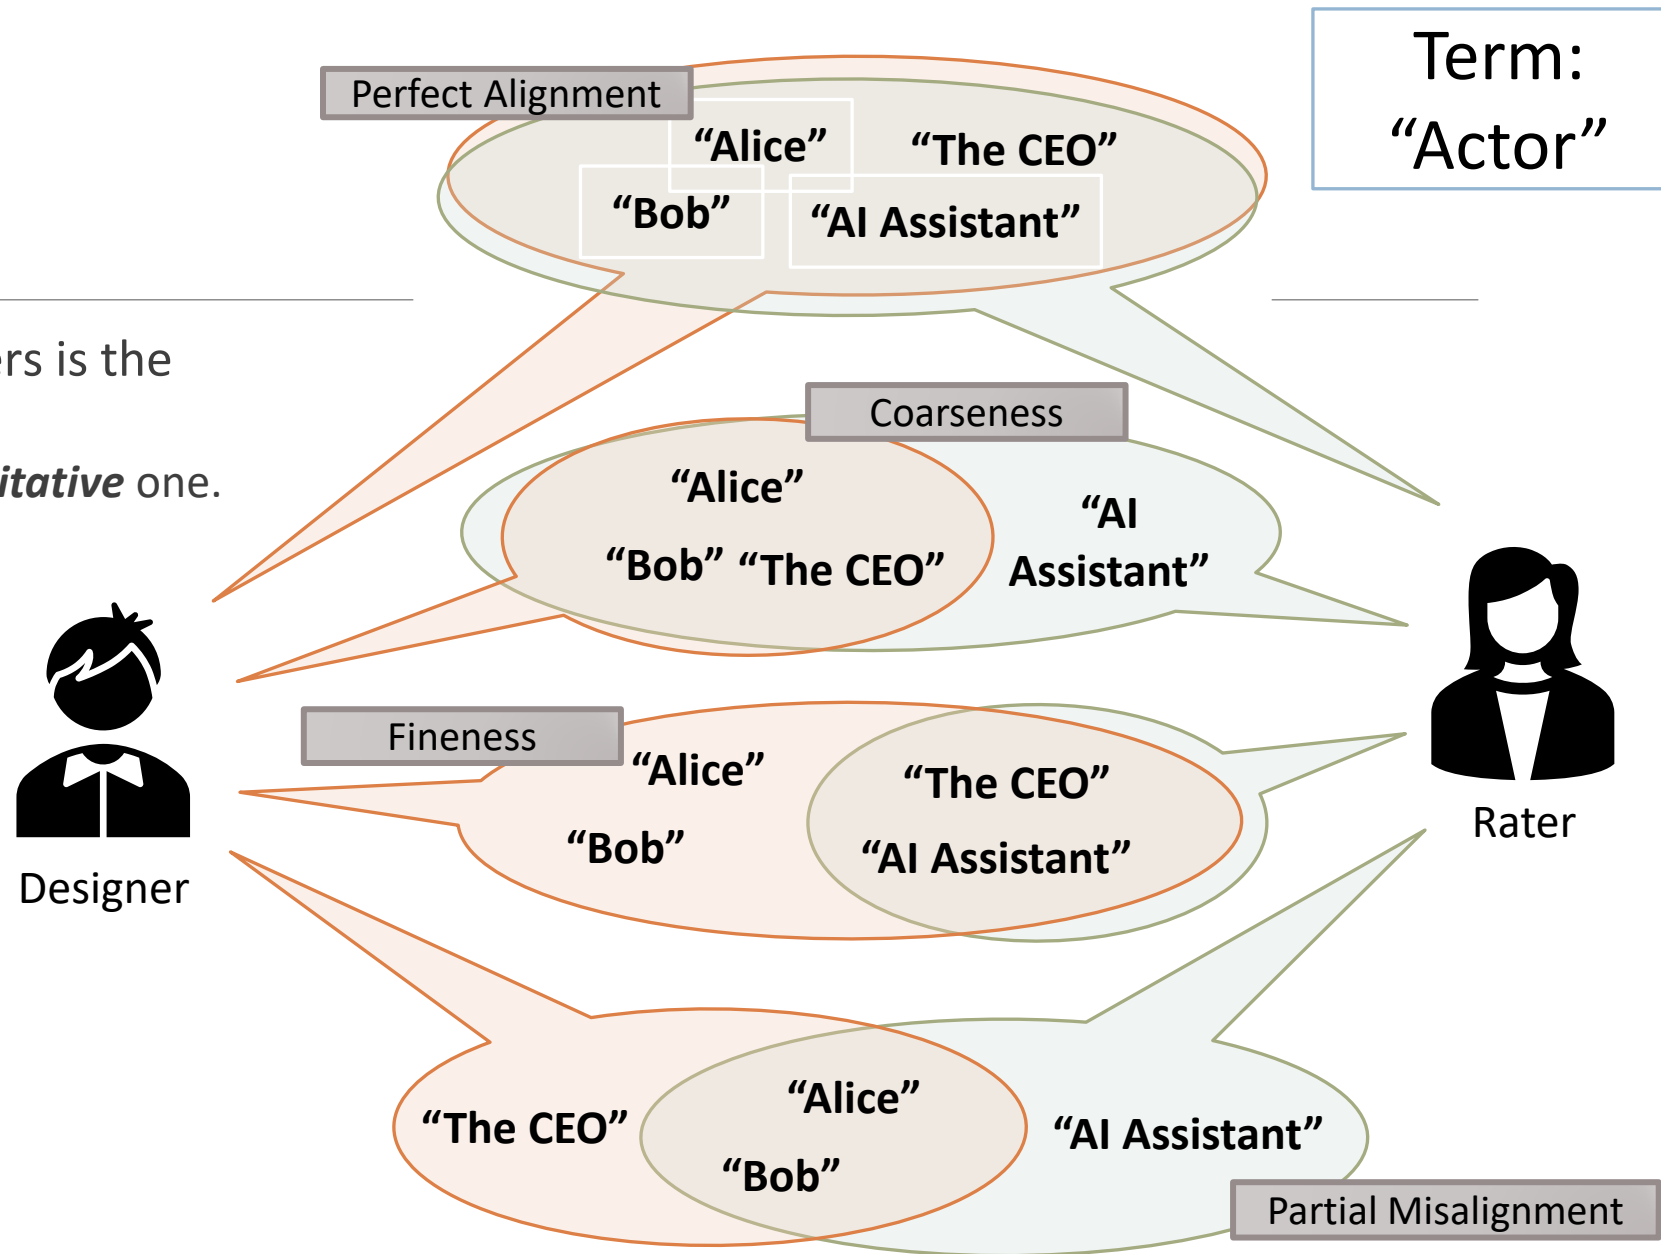 Term:
“Actor”
Perfect Alignment
“Alice”
“The CEO”
“Bob”
“AI Assistant”
is the
Coarseness
itative one.
“Alice”
“AI
Assistant”
“Bob” “The CEO”
Fineness
“Alice”
“The CEO”
“Bob”
“AI Assistant”
Designer
Rater
“Alice”
“The CEO”
“AI Assistant”
“Bob”
Partial Misalignment